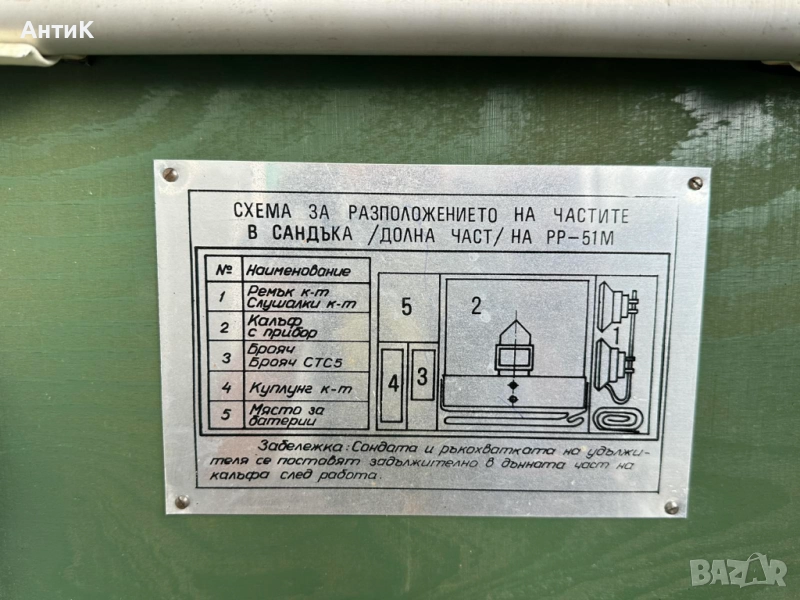 АнтиК
СХЕМА ЗА РАЗПОЛОЖЕНИЕТО НА ЧАСТИТЕ
В САНДЪКА /ДОЛНА ЧАСТ/ НА РР-51М
№ Наименование
1 Ремък к-т
Слушалки к-т
2 Калъф
с прибор
3 Брояч
Брояч СТС5
4 Куплунг к-т
5 Място за
батерии
5 2 1
4 3
Забележка: Сондата и ръкохватката на удължи-
теля се поставят задължително в дънната част на
калъфа след работа.
BAZAR